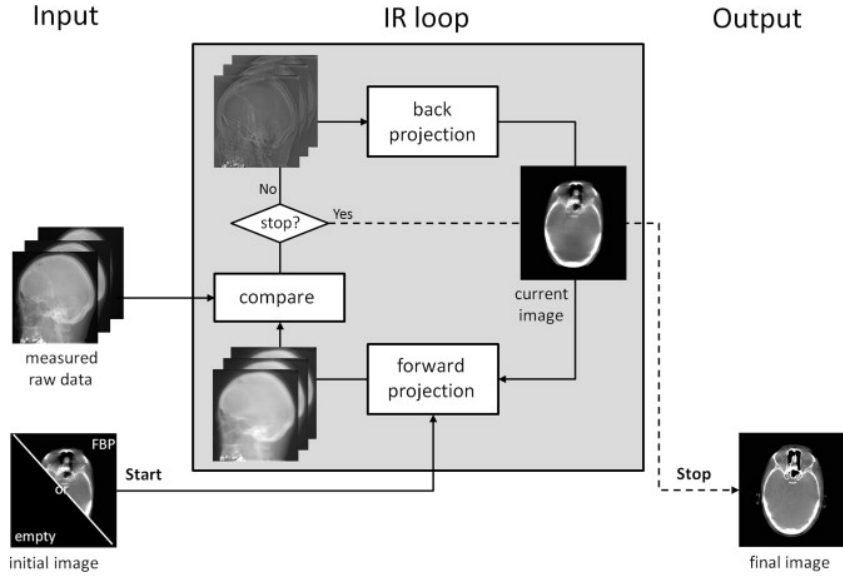 Input
IR loop
Output
back
projection
No
stop?
Yes
compare
current
image
measured
raw data
forward
projection
FBP
or
empty
Start
Stop
initial image
final image